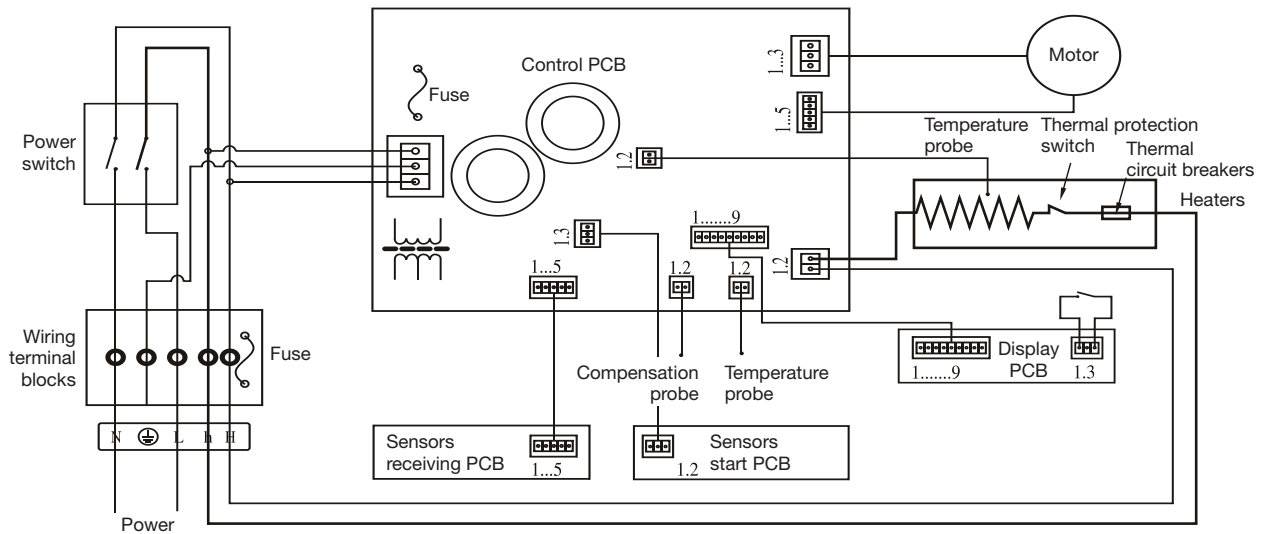 Control PCB
Fuse
1...3
Motor
1...5
Power
switch
1.2
Temperature
probe
Thermal protection
switch
Thermal
circuit breakers
Heaters
1.3
1.......9
1.2
1...5
1.2
1.2
Wiring
terminal
blocks
Fuse
Display
PCB
1.......9
1.3
Compensation
probe
Temperature
probe
N
L
h
H
Sensors
receiving PCB
1...5
Sensors
start PCB
1.2
Power